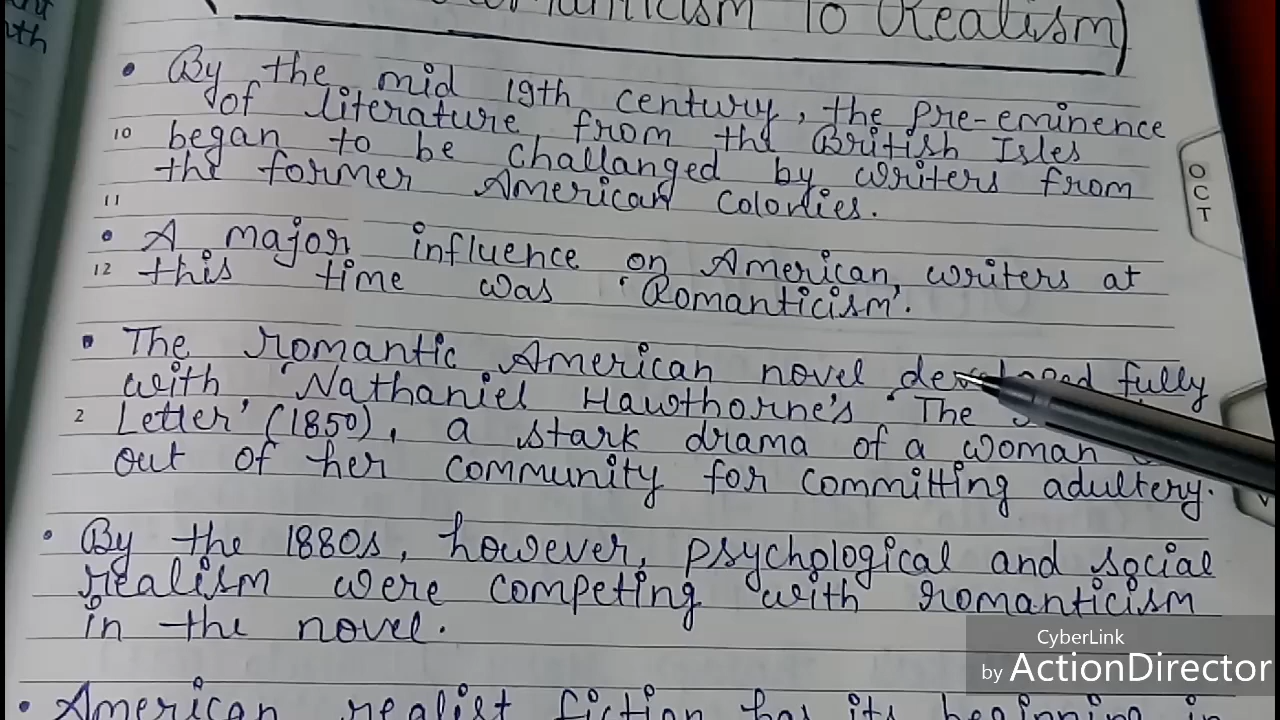 To Realism
• By the mid 19th century, the pre-eminence
of literature from the British Isles
10 began to be challanged by writers from
the former American Colonies.
11
• A major influence on American writers at
12 this time was 'Romanticism'.
• The romantic American novel developed fully
with 'Nathaniel Hawthorne's 'The
2 Letter' (1850), a stark drama of a woman
out of her community for committing adultery.
• By the 1880s, however, psychological and social
realism were competing with romanticism
in the novel.
• American realist fiction has its beginning in
OCT
CyberLink
by ActionDirector